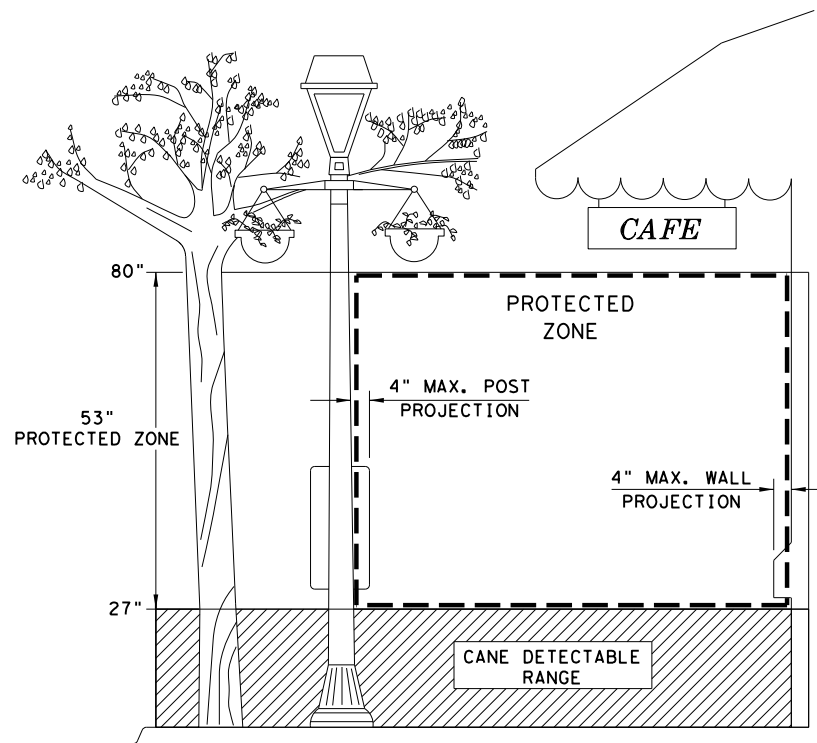 CAFE
80"
PROTECTED
ZONE
4" MAX. POST
PROJECTION
53"
PROTECTED ZONE
4" MAX. WALL
PROJECTION
27"
CANE DETECTABLE
RANGE